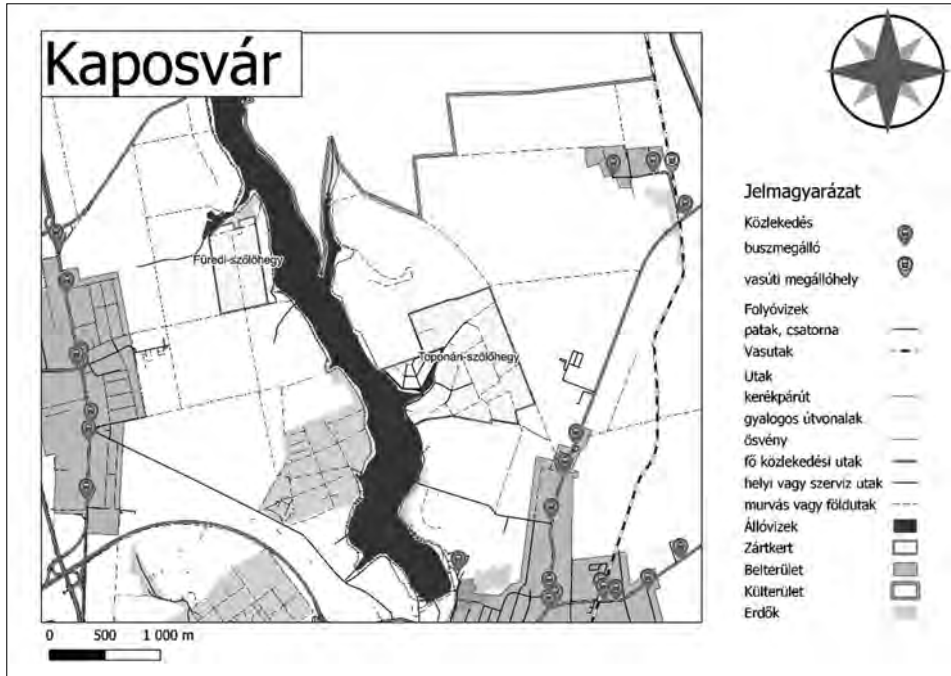 Kaposvár
Füredi-szőlőhegy
Toponári-szőlőhegy
0 500 1 000 m
Jelmagyarázat
Közlekedés
buszmegálló
vasúti megállóhely
Folyóvizek
patak, csatorna
Vasutak
Utak
kerékpárút
gyalogos útvonalak
ösvény
fő közlekedési utak
helyi vagy szerviz utak
murvás vagy földutak
Állóvizek
Zártkert
Belterület
Külterület
Erdők